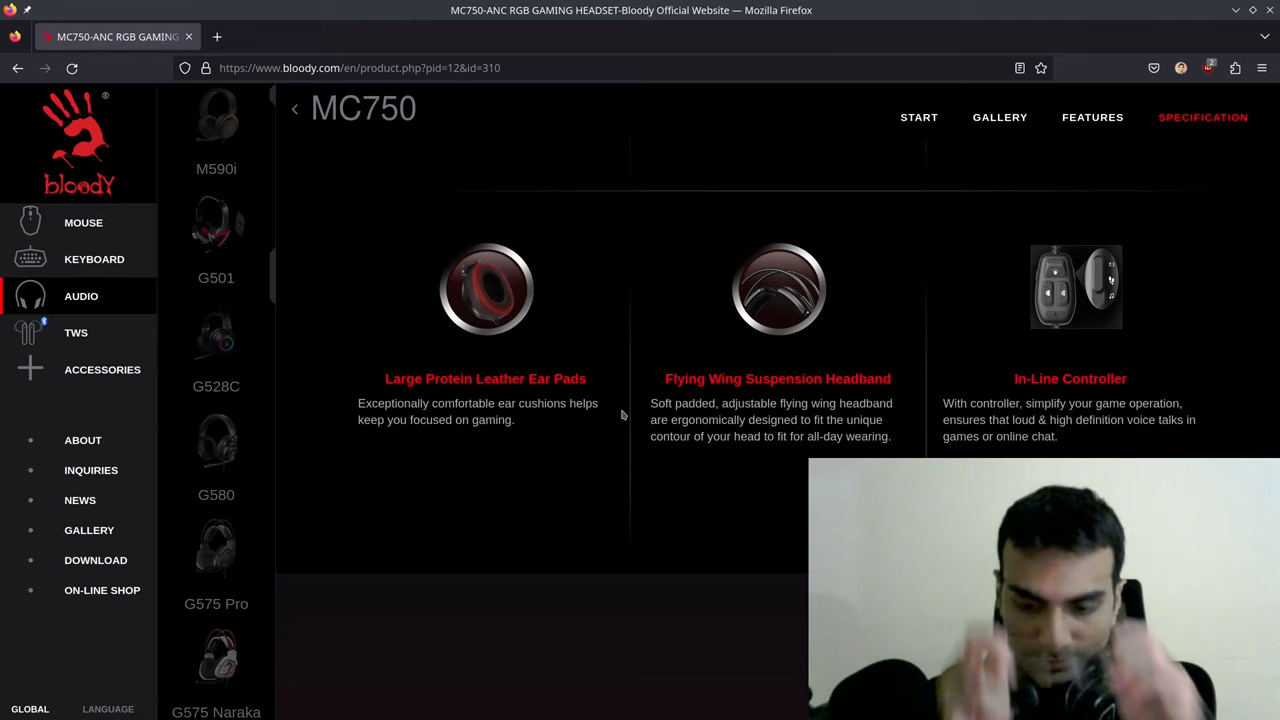 MC750-ANC RGB GAMING HEADSET-Bloody Official Website — Mozilla Firefox
MC750-ANC RGB GAMING
https://www.bloody.com/en/product.php?pid=12&id=310
2
®
bloody
MOUSE
KEYBOARD
AUDIO
TWS
ACCESSORIES
ABOUT
INQUIRIES
NEWS
GALLERY
DOWNLOAD
ON-LINE SHOP
GLOBAL
LANGUAGE
M590i
G501
G528C
G580
G575 Pro
G575 Naraka
MC750
START
GALLERY
FEATURES
SPECIFICATION
Large Protein Leather Ear Pads
Exceptionally comfortable ear cushions helps
keep you focused on gaming.
Flying Wing Suspension Headband
Soft padded, adjustable flying wing headband
are ergonomically designed to fit the unique
contour of your head to fit for all-day wearing.
7.1
In-Line Controller
With controller, simplify your game operation,
ensures that loud & high definition voice talks in
games or online chat.